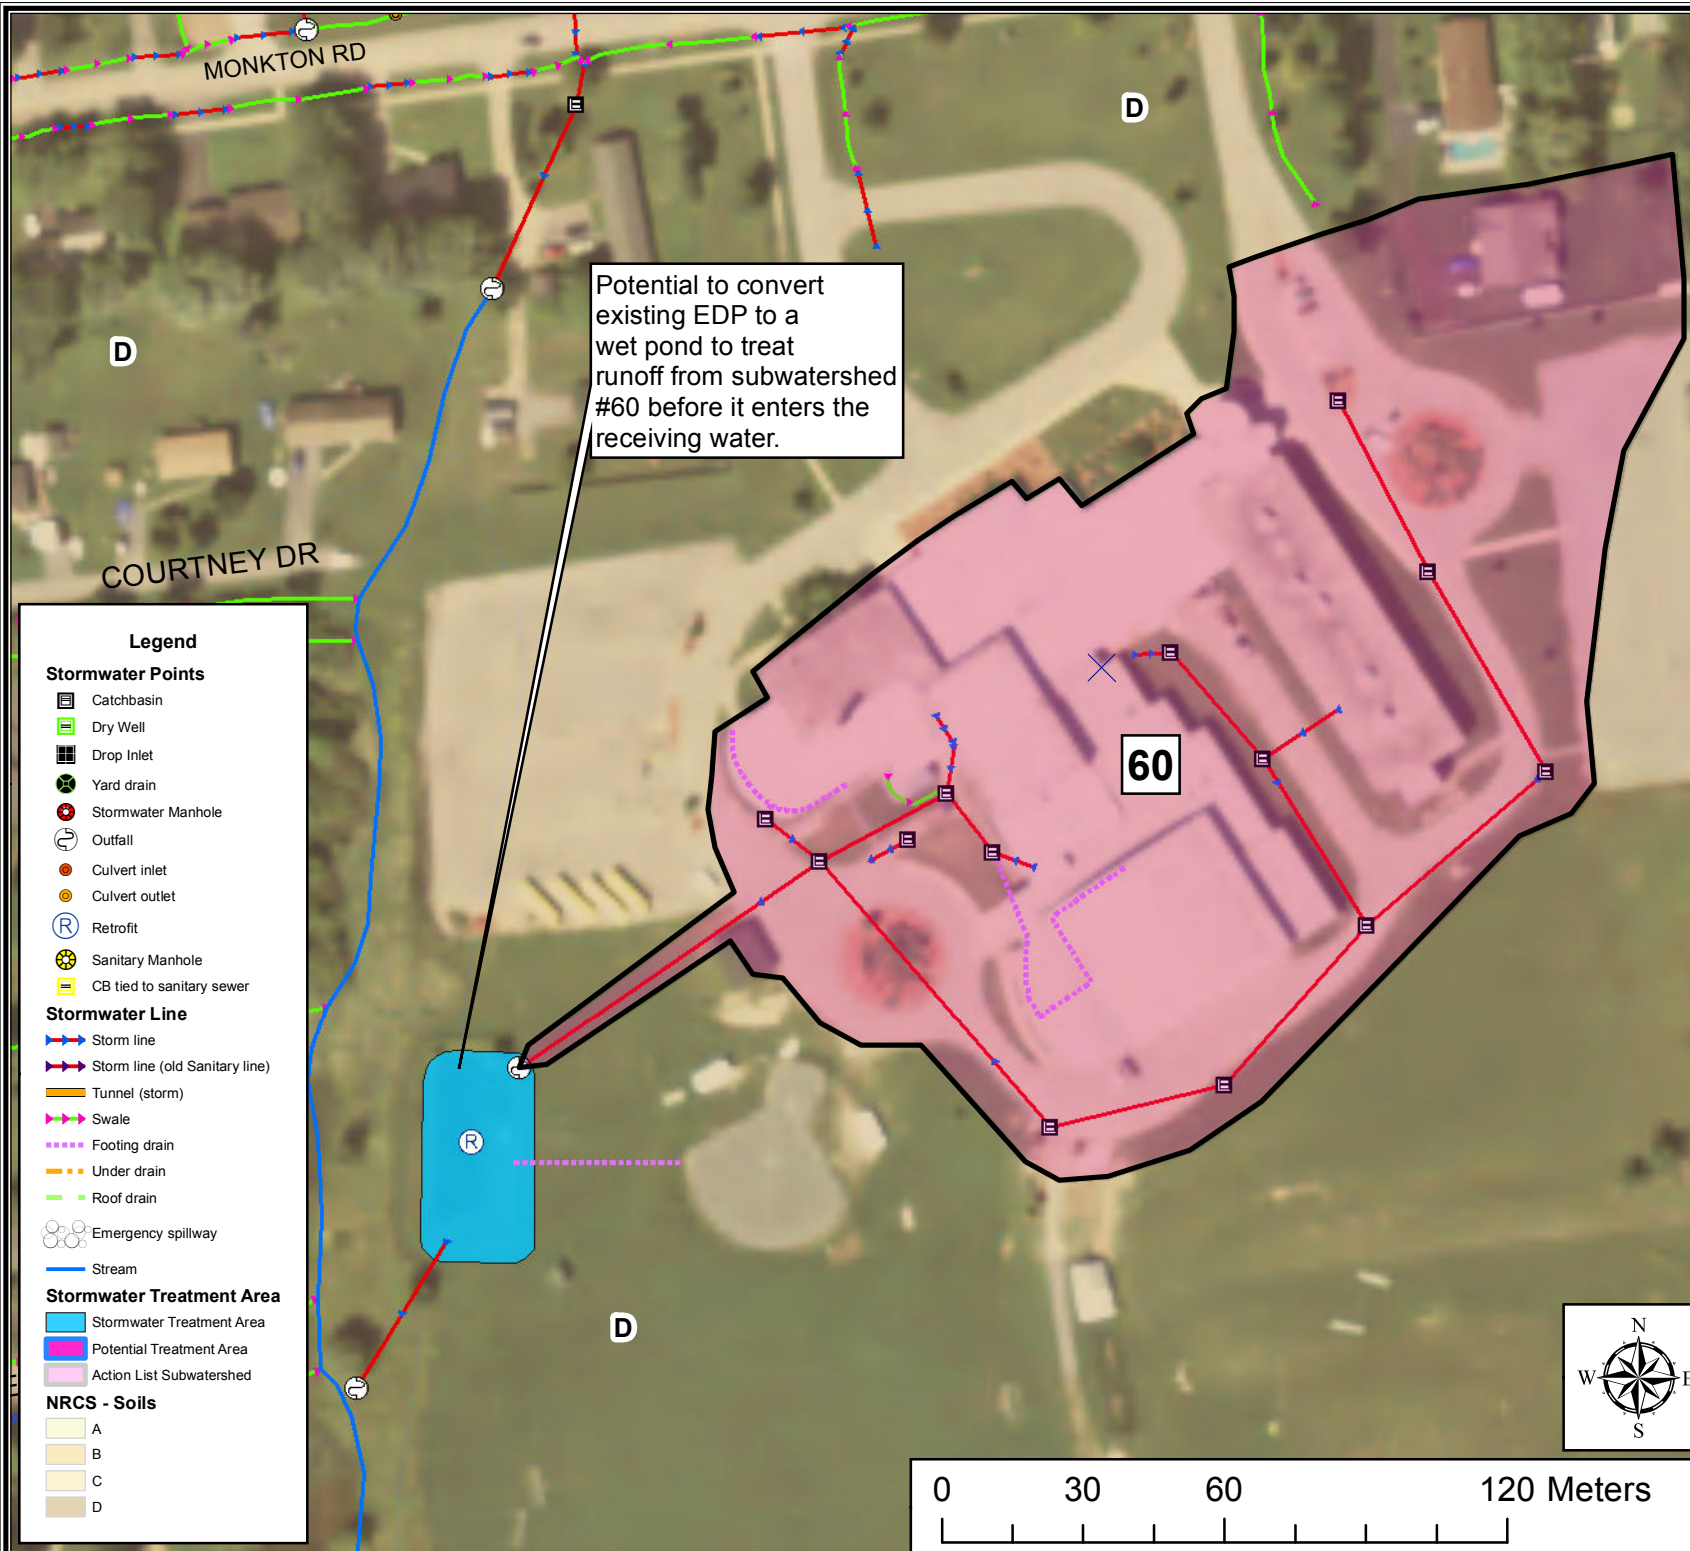 MONKTON RD
D
D
Potential to convert
existing EDP to a
wet pond to treat
runoff from subwatershed
#60 before it enters the
receiving water.
COURTNEY DR
60
R
D
Legend
Stormwater Points
Catchbasin
Dry Well
Drop Inlet
Yard drain
Stormwater Manhole
Outfall
Culvert inlet
Culvert outlet
R Retrofit
Sanitary Manhole
CB tied to sanitary sewer
Stormwater Line
Storm line
Storm line (old Sanitary line)
Tunnel (storm)
Swale
Footing drain
Under drain
Roof drain
Emergency spillway
Stream
Stormwater Treatment Area
Stormwater Treatment Area
Potential Treatment Area
Action List Subwatershed
NRCS - Soils
A
B
C
D
N
W E
S
0 30 60 120 Meters